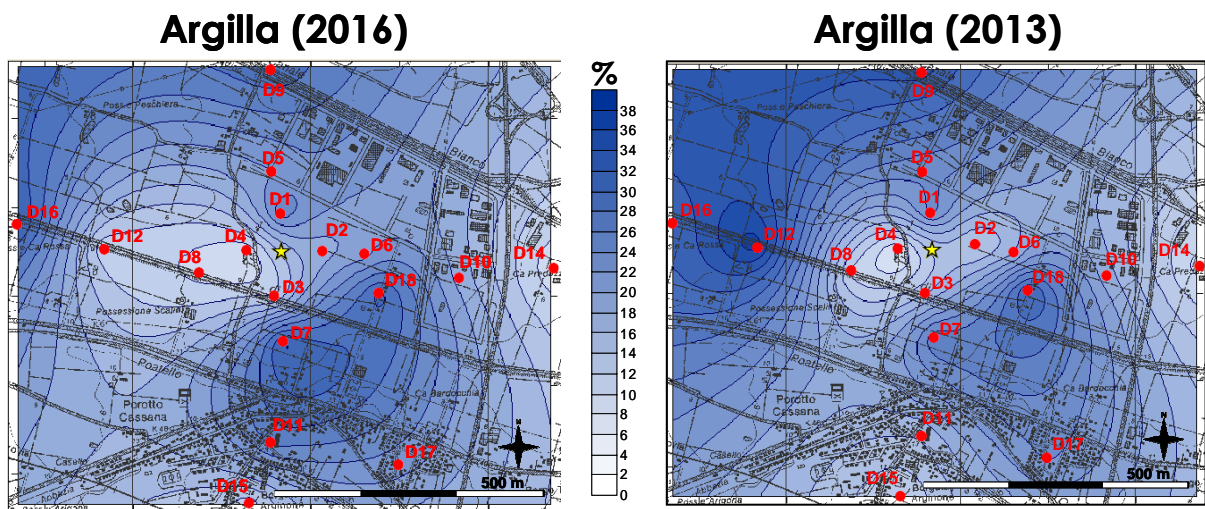 Argilla (2016)
Argilla (2013)
%
38
36
34
32
30
28
26
24
22
20
18
16
14
12
10
8
6
4
2
0
D9
Poss.e Peschiera
Bianco
D5
D1
D16
D12
D4
D2
D6
D14
D8
D10
D3
D18
D7
Poatello
Ca Bardocchia
Porotto
Cassana
D11
D17
D15
500 m
D9
Poss.e Peschiera
Bianco
D5
D1
D16
D12
D4
D2
D6
D14
D8
D10
D3
D18
D7
Poatello
Ca Bardocchia
Porotto
Cassana
D11
D17
D15
500 m